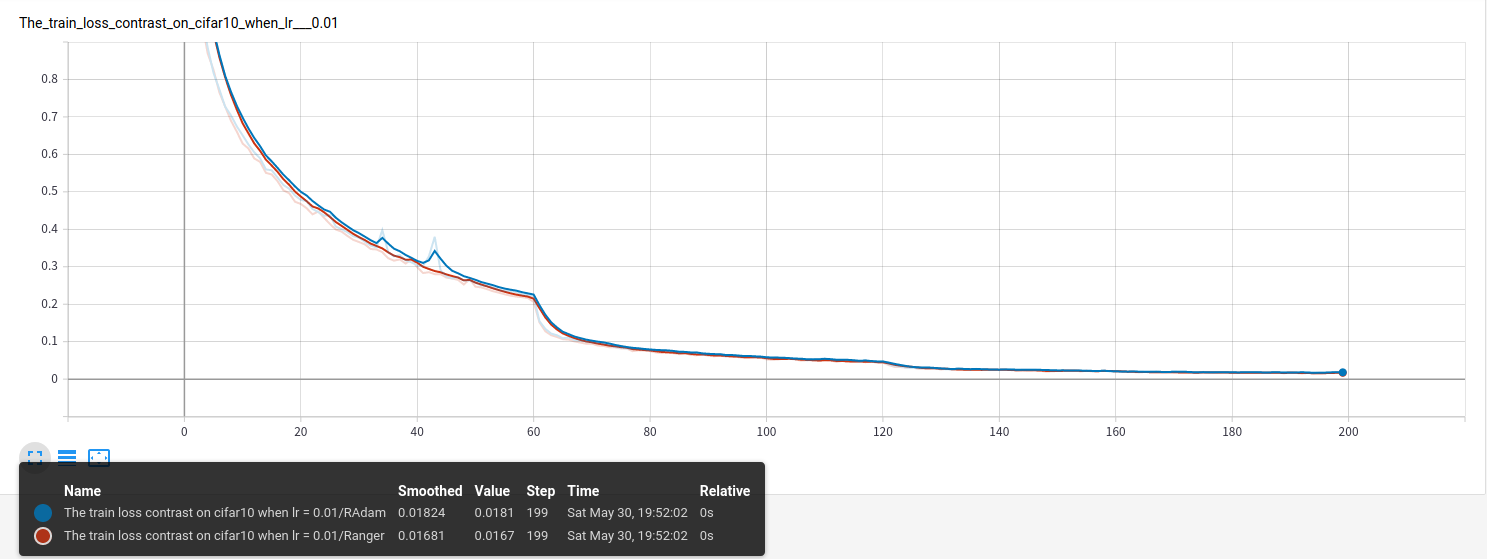 The_train_loss_contrast_on_cifar10_when_lr___0.01
0.8
0.7
0.6
0.5
0.4
0.3
0.2
0.1
0
0 20 40 60 80 100 120 140 160 180 200
Name Smoothed Value Step Time Relative
The train loss contrast on cifar10 when lr = 0.01/RAdam 0.01824 0.0181 199 Sat May 30, 19:52:02 0s
The train loss contrast on cifar10 when lr = 0.01/Ranger 0.01681 0.0167 199 Sat May 30, 19:52:02 0s